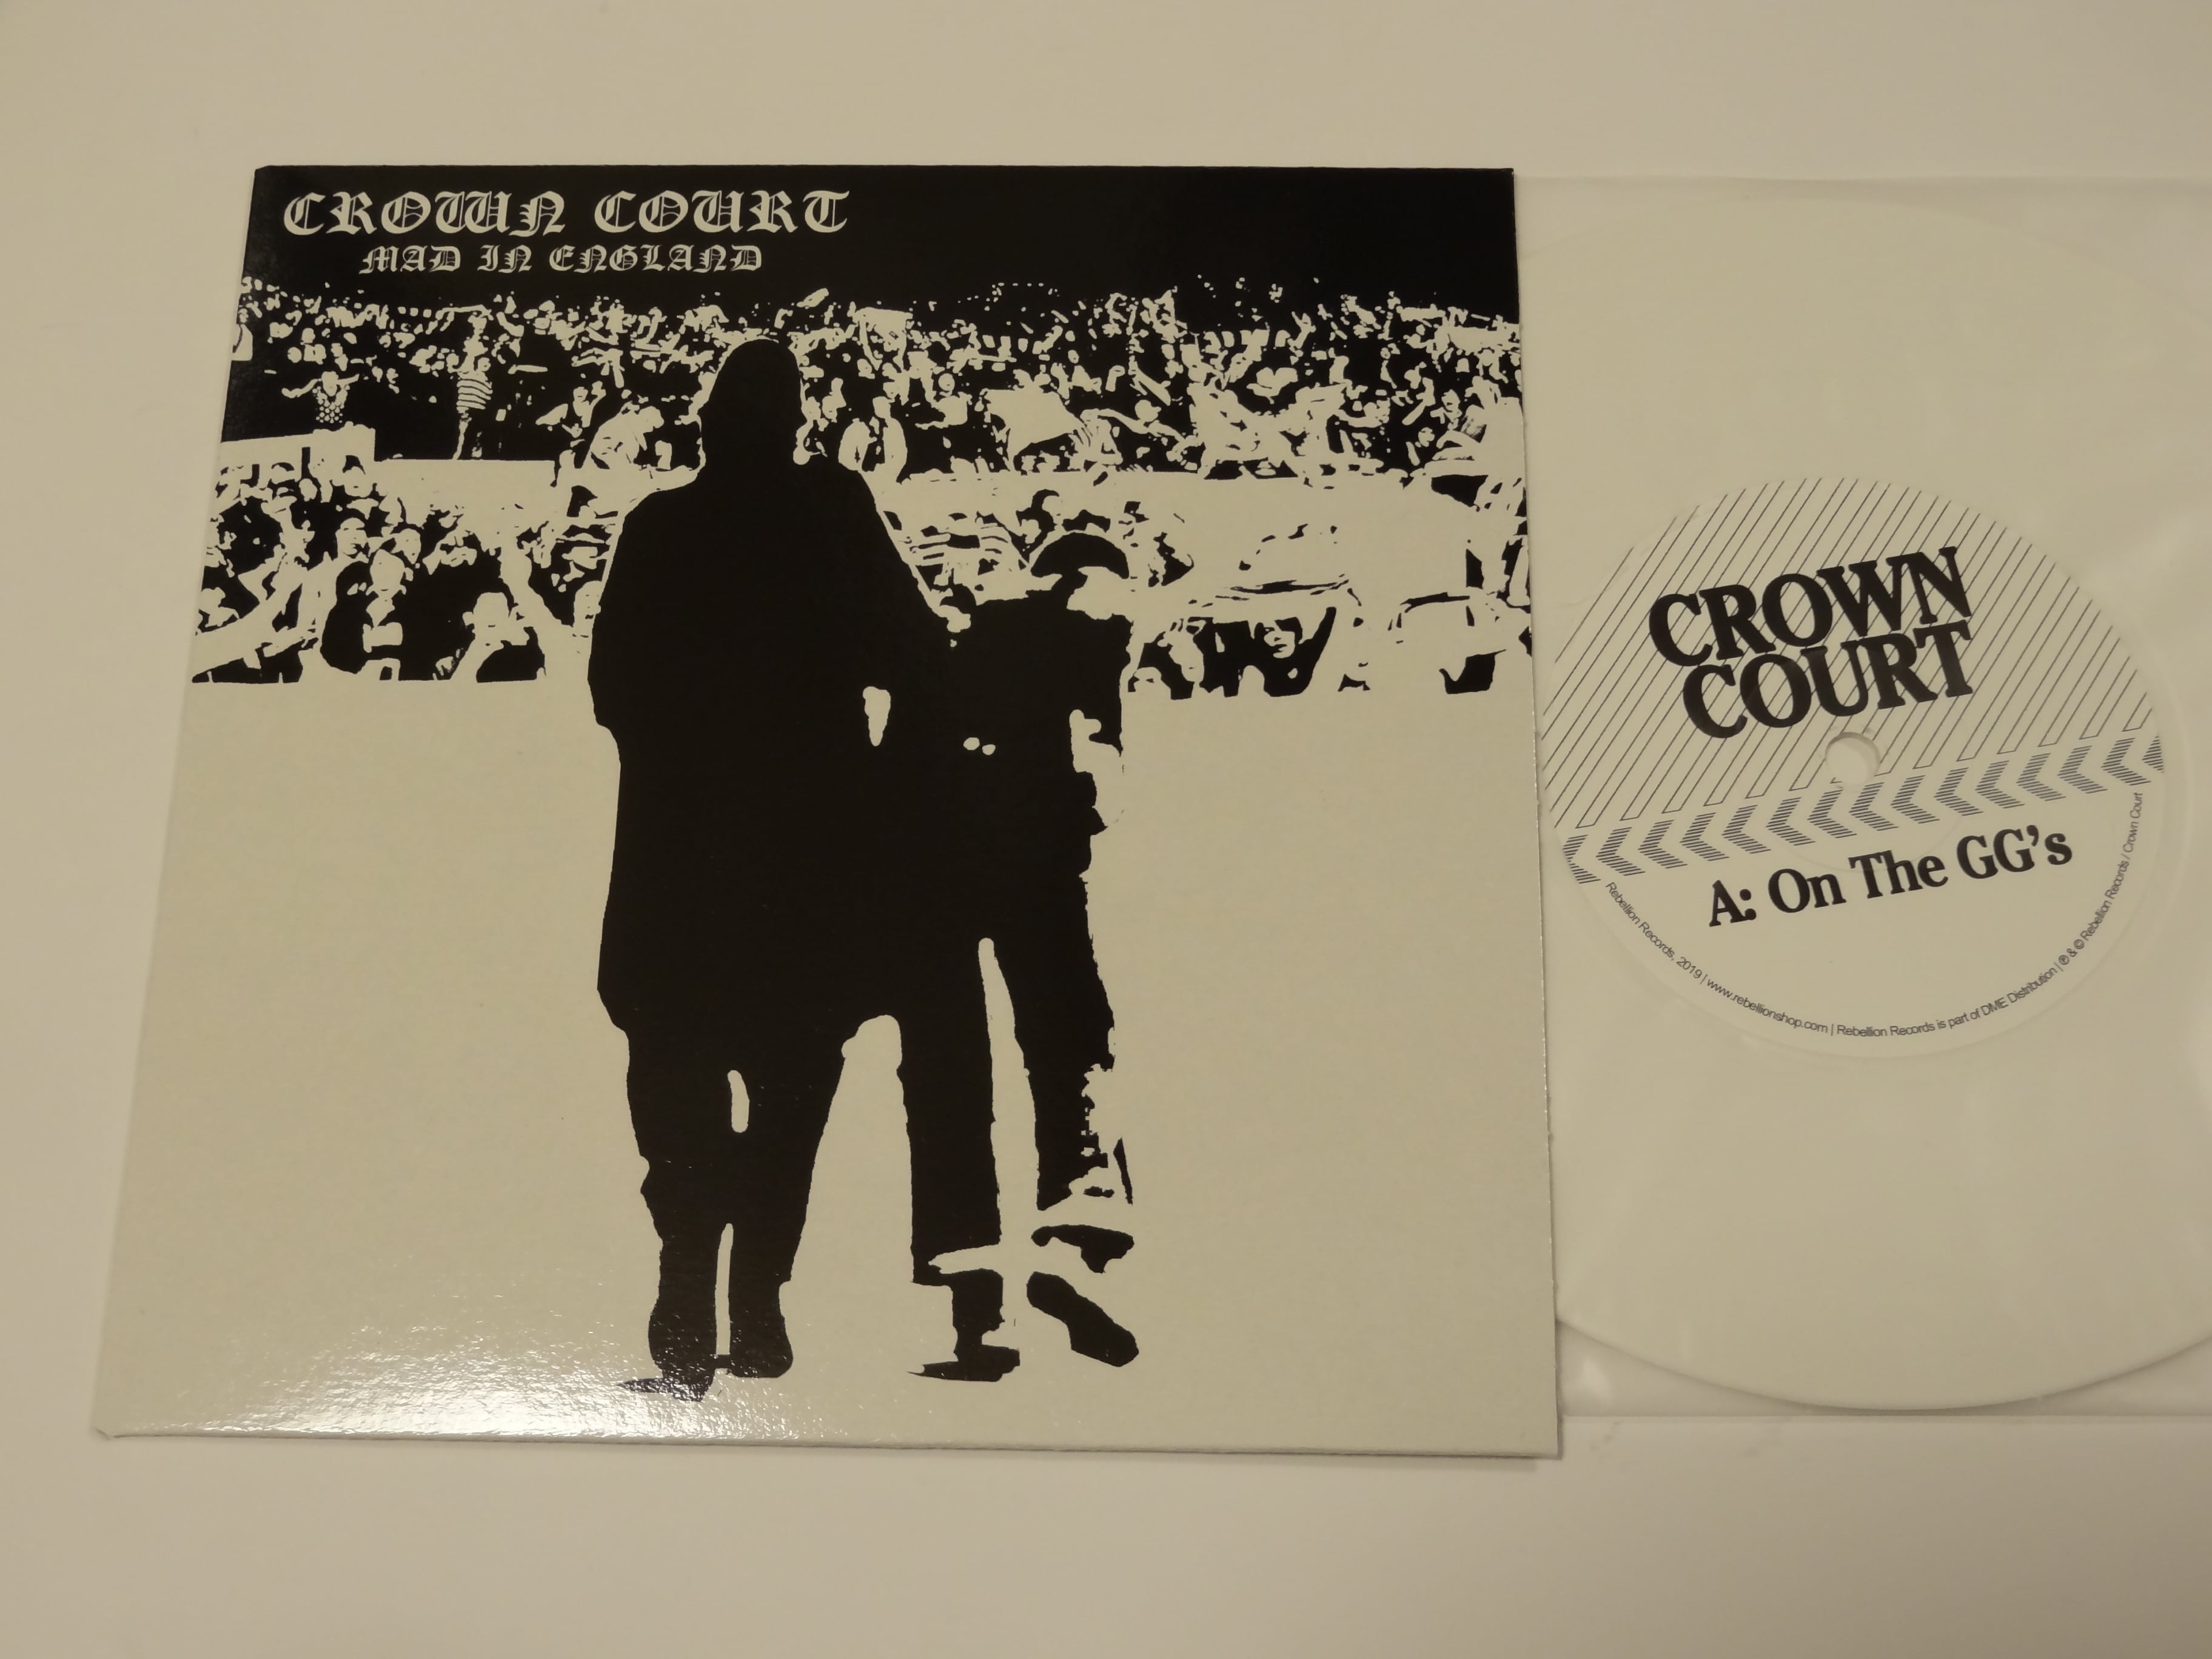 CROWN COURT
MAD IN ENGLAND
CROWN
COURT
A: On The GG's
Rebellion Records, 2019 | www.rebellionshop.com | Rebellion Records is part of DME Distribution | ℗ & © Rebellion Records / Crown Court